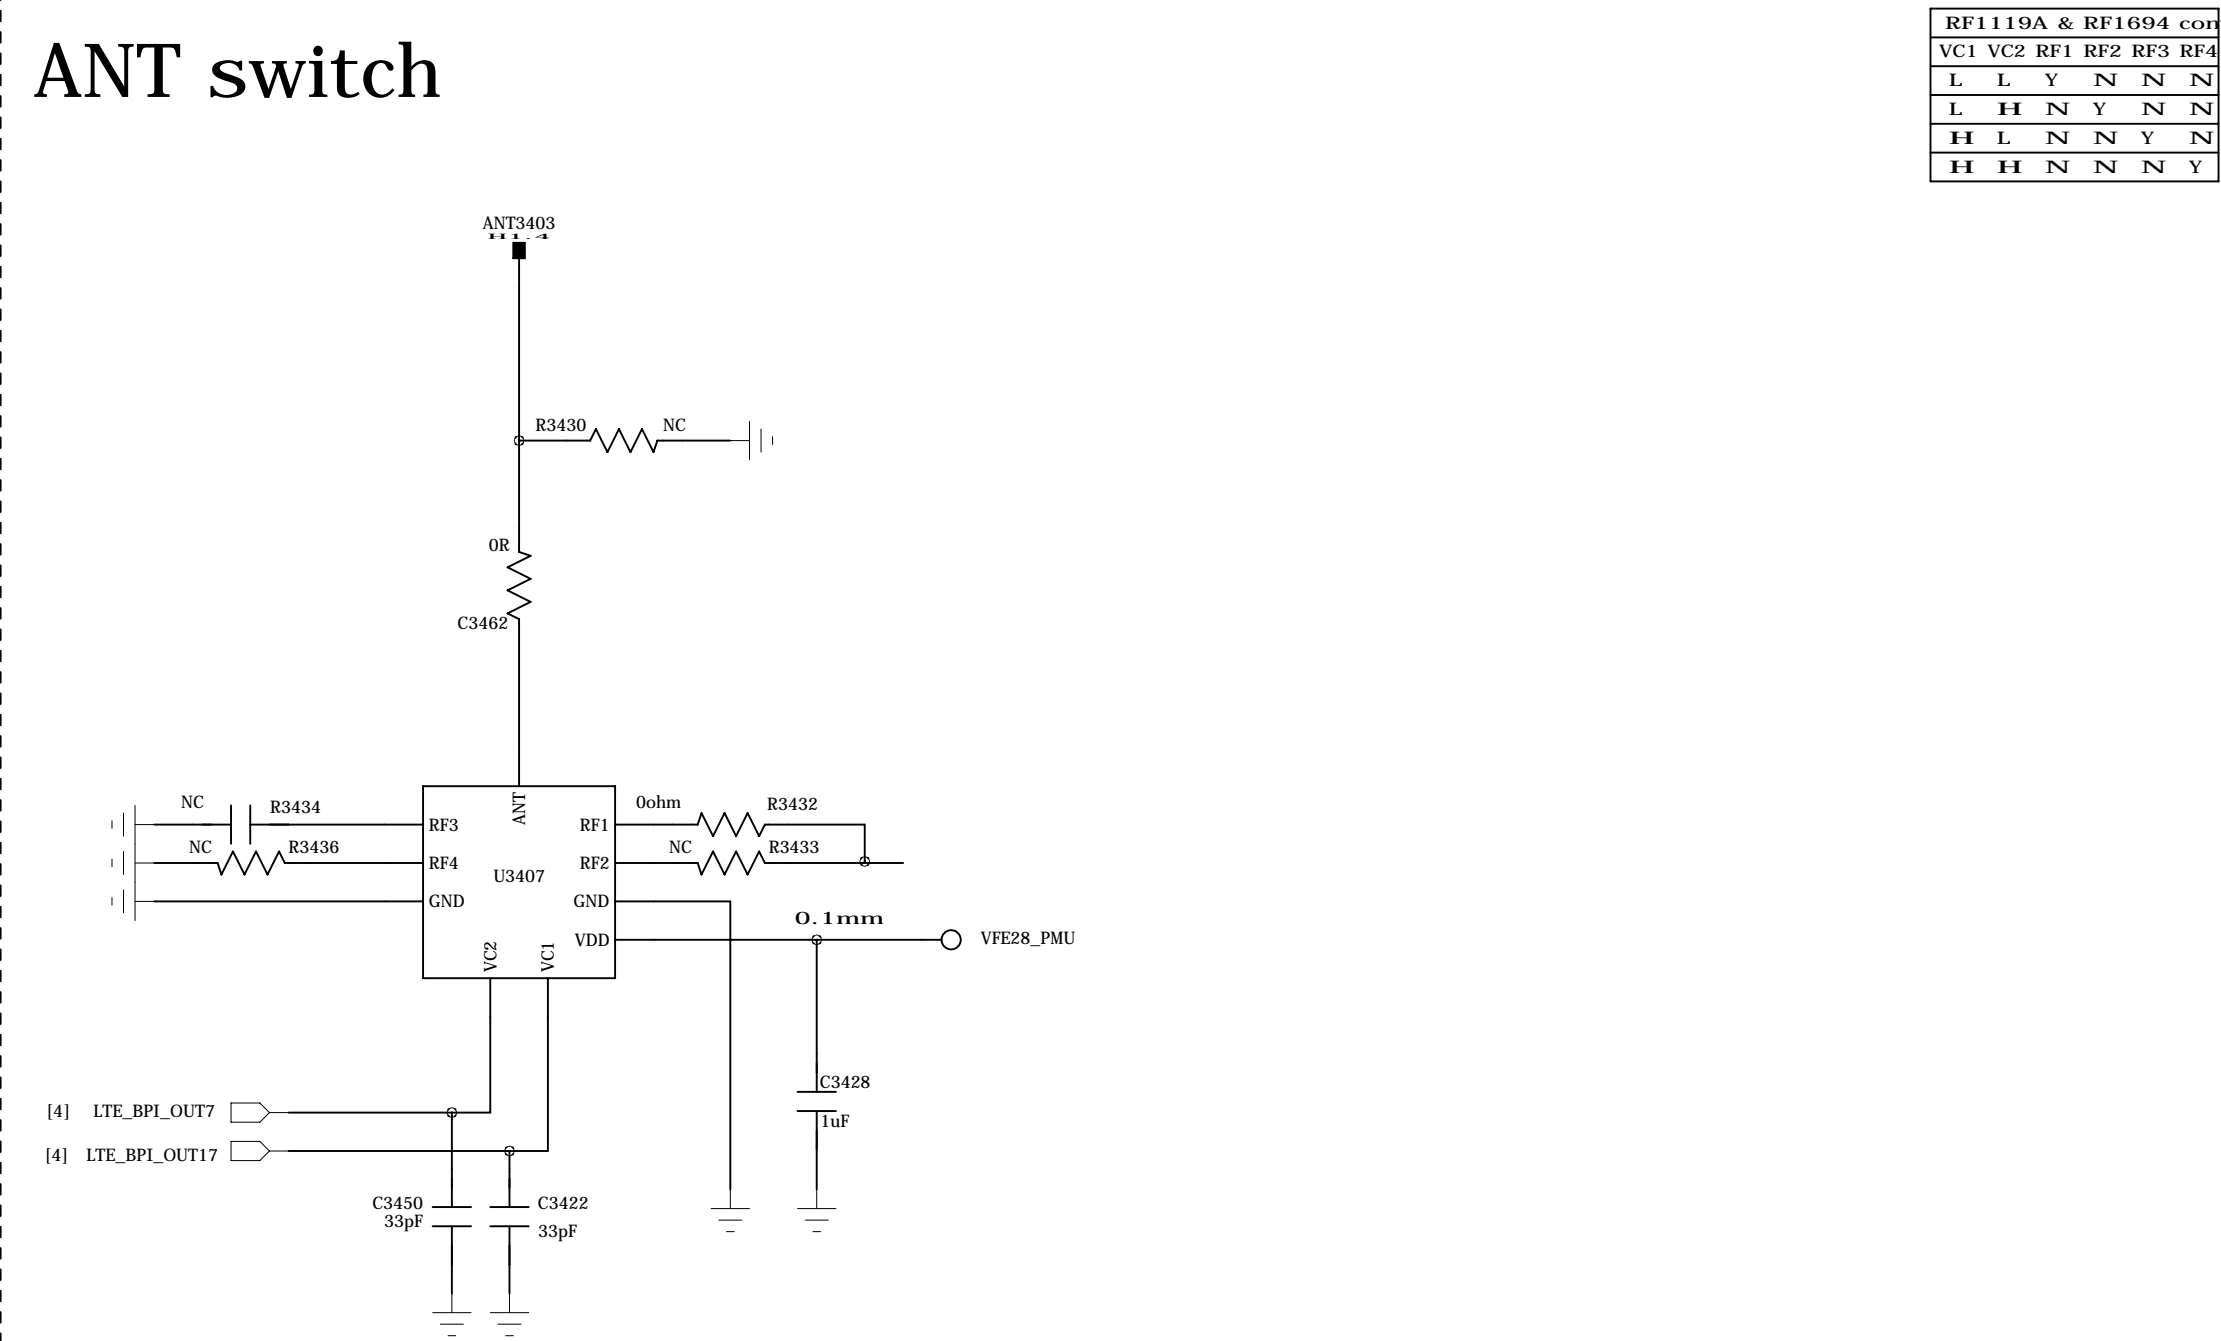 ANT switch
RF1119A & RF1694 con
VC1 VC2 RF1 RF2 RF3 RF4
L L Y N N N
L H N Y N N
H L N N Y N
H H N N N Y
ANT3403
H1.4
R3430 NC
0R
C3462
NC R3434
RF3
ANT
RF1
0ohm R3432
NC R3436
RF4
RF2
NC R3433
U3407
GND
GND
0.1mm
VC2
VC1
VDD
VFE28_PMU
C3428
1uF
[4] LTE_BPI_OUT7
[4] LTE_BPI_OUT17
C3450
33pF
C3422
33pF